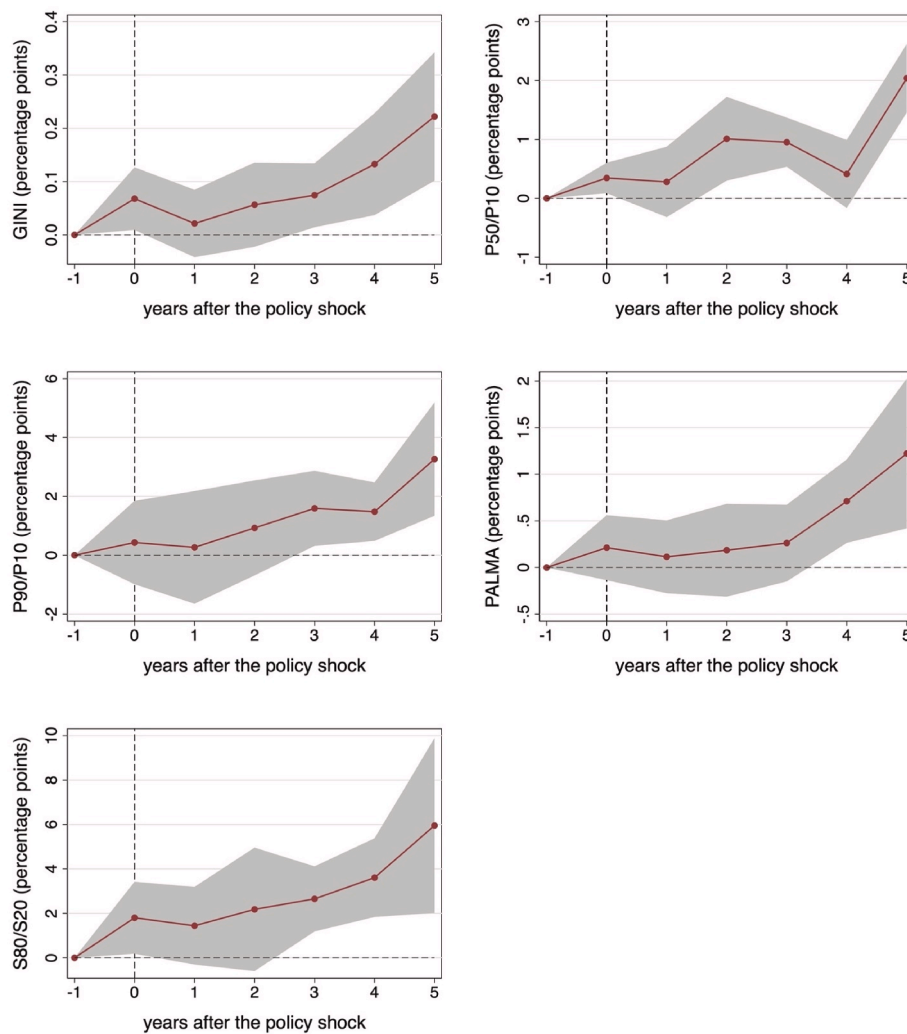 GINI (percentage points)
0.4
0.3
0.2
0.1
0.0
-1 0 1 2 3 4 5
years after the policy shock
P50/P10 (percentage points)
3
2
1
0
-1
-1 0 1 2 3 4 5
years after the policy shock
P90/P10 (percentage points)
6
4
2
0
-2
-1 0 1 2 3 4 5
years after the policy shock
PALMA (percentage points)
2
1.5
1
.5
0
-.5
-1 0 1 2 3 4 5
years after the policy shock
S80/S20 (percentage points)
10
8
6
4
2
0
-1 0 1 2 3 4 5
years after the policy shock